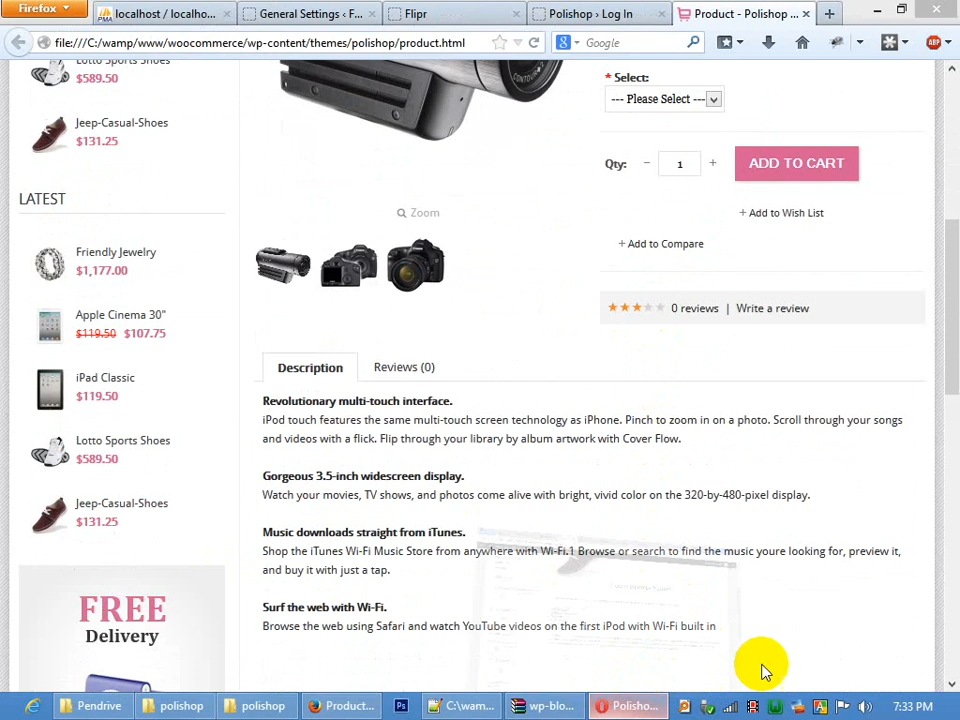 Firefox
localhost / localho...
General Settings ‹ F...
Flipr
Polishop › Log In
Product - Polishop ...
file:///C:/wamp/www/woocommerce/wp-content/themes/polishop/product.html
Google
ABP
Lotto Sports Shoes
$589.50
Jeep-Casual-Shoes
$131.25
LATEST
Friendly Jewelry
$1,177.00
Apple Cinema 30"
$119.50 $107.75
iPad Classic
$119.50
Lotto Sports Shoes
$589.50
Jeep-Casual-Shoes
$131.25
FREE
Delivery
Zoom
* Select:
--- Please Select ---
Qty: − 1 + ADD TO CART
+ Add to Wish List
+ Add to Compare
0 reviews | Write a review
Description Reviews (0)
Revolutionary multi-touch interface.
iPod touch features the same multi-touch screen technology as iPhone. Pinch to zoom in on a photo. Scroll through your songs
and videos with a flick. Flip through your library by album artwork with Cover Flow.
Gorgeous 3.5-inch widescreen display.
Watch your movies, TV shows, and photos come alive with bright, vivid color on the 320-by-480-pixel display.
Music downloads straight from iTunes.
Shop the iTunes Wi-Fi Music Store from anywhere with Wi-Fi.1 Browse or search to find the music youre looking for, preview it,
and buy it with just a tap.
Surf the web with Wi-Fi.
Browse the web using Safari and watch YouTube videos on the first iPod with Wi-Fi built in
Pendrive
polishop
polishop
Product...
Ps
C:\wam...
wp-blo...
Polisho...
7:33 PM